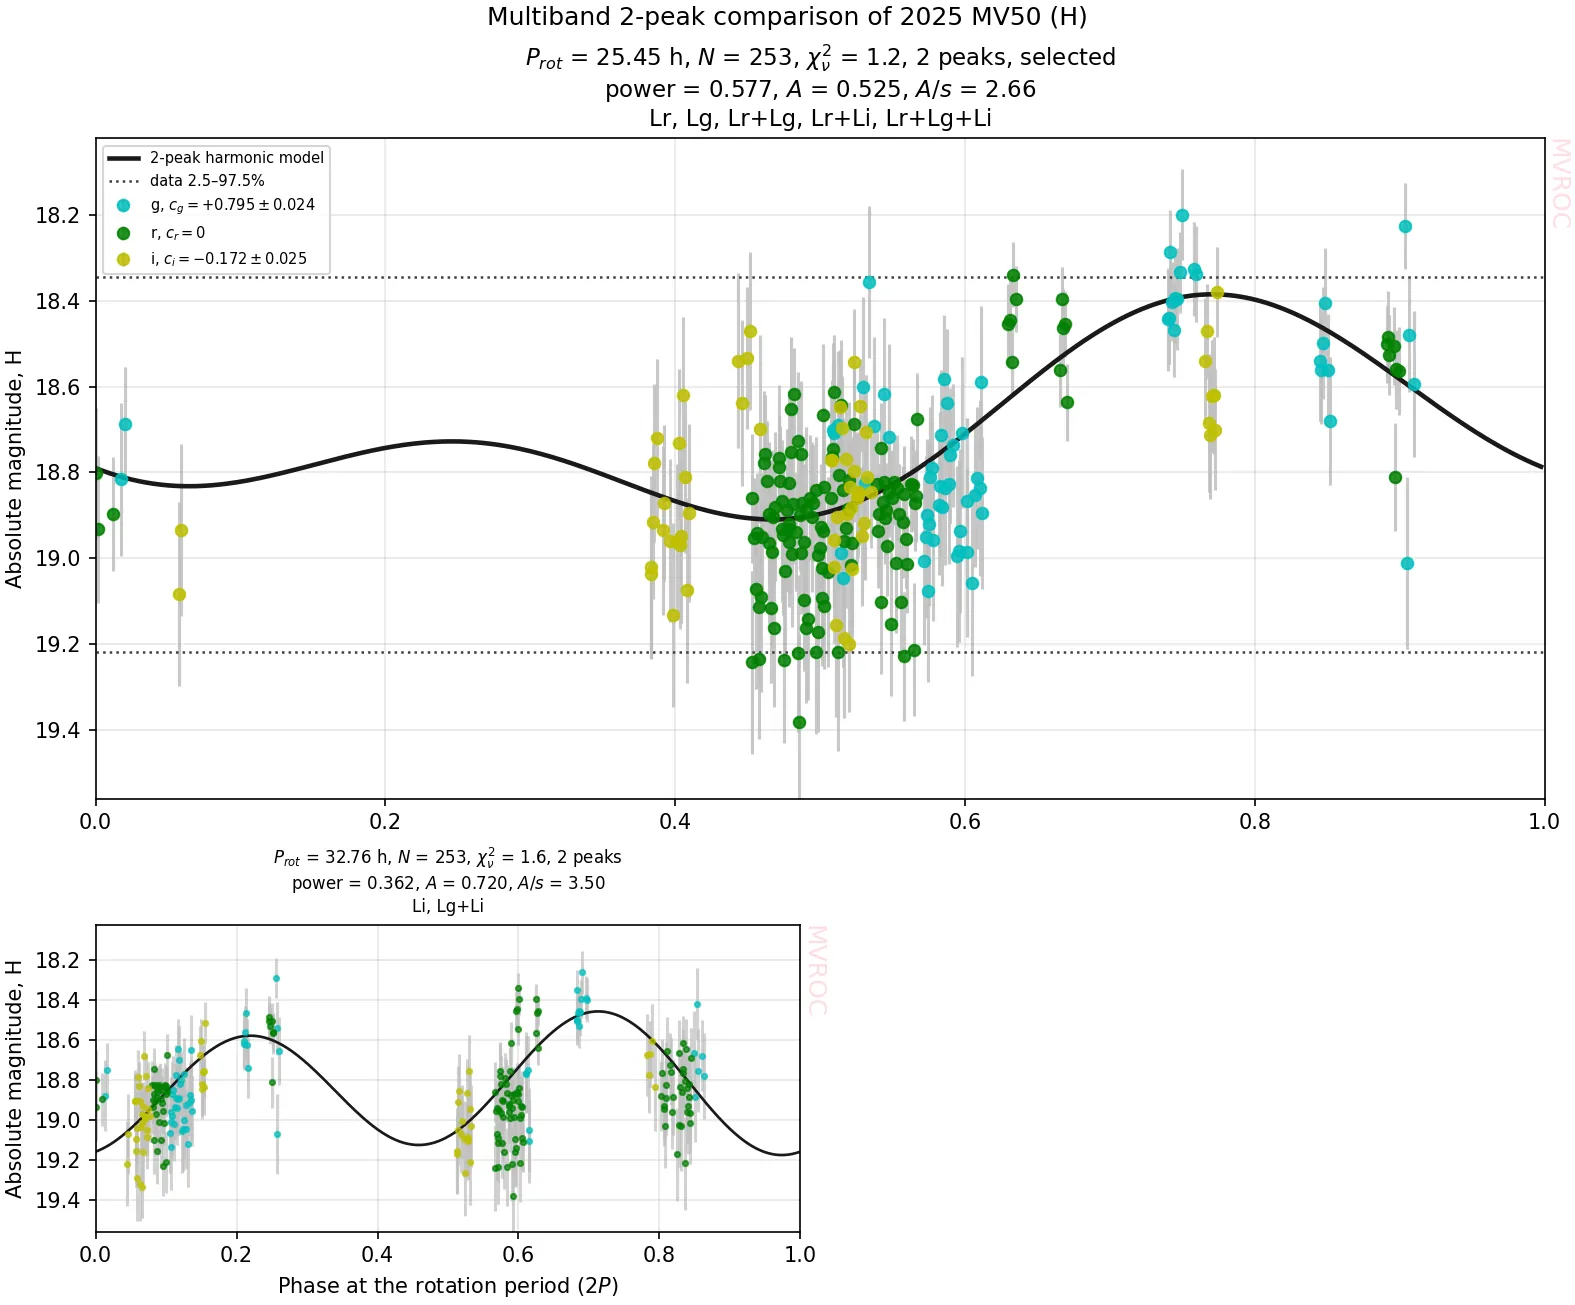 Multiband 2-peak comparison of 2025 MV50 (H)
P_rot = 25.45 h, N = 253, χ²_ν = 1.2, 2 peaks, selected
power = 0.577, A = 0.525, A/s = 2.66
Lr, Lg, Lr+Lg, Lr+Li, Lr+Lg+Li
2-peak harmonic model
data 2.5–97.5%
g, c_g = +0.795 ± 0.024
r, c_r = 0
i, c_i = −0.172 ± 0.025
MVROC
Absolute magnitude, H
18.2
18.4
18.6
18.8
19.0
19.2
19.4
0.0 0.2 0.4 0.6 0.8 1.0
P_rot = 32.76 h, N = 253, χ²_ν = 1.6, 2 peaks
power = 0.362, A = 0.720, A/s = 3.50
Li, Lg+Li
MVROC
Absolute magnitude, H
18.2
18.4
18.6
18.8
19.0
19.2
19.4
0.0 0.2 0.4 0.6 0.8 1.0
Phase at the rotation period (2P)